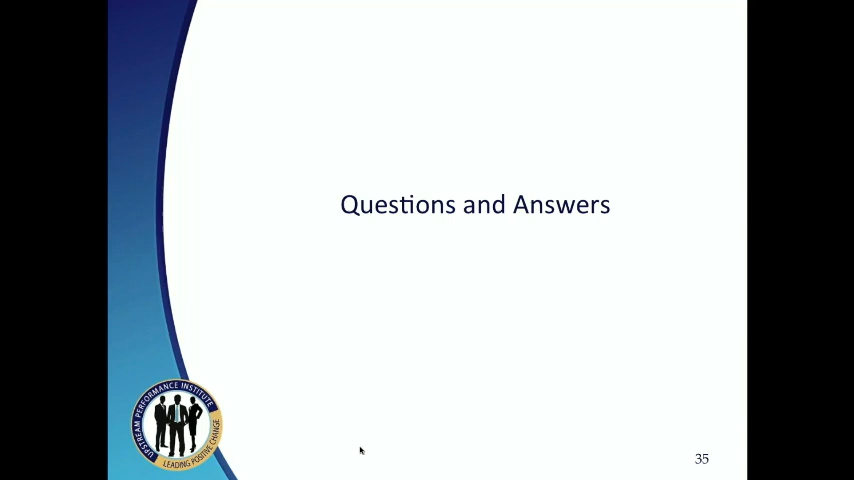 Questions and Answers
UPSTREAM PERFORMANCE INSTITUTE
LEADING POSITIVE CHANGE
35